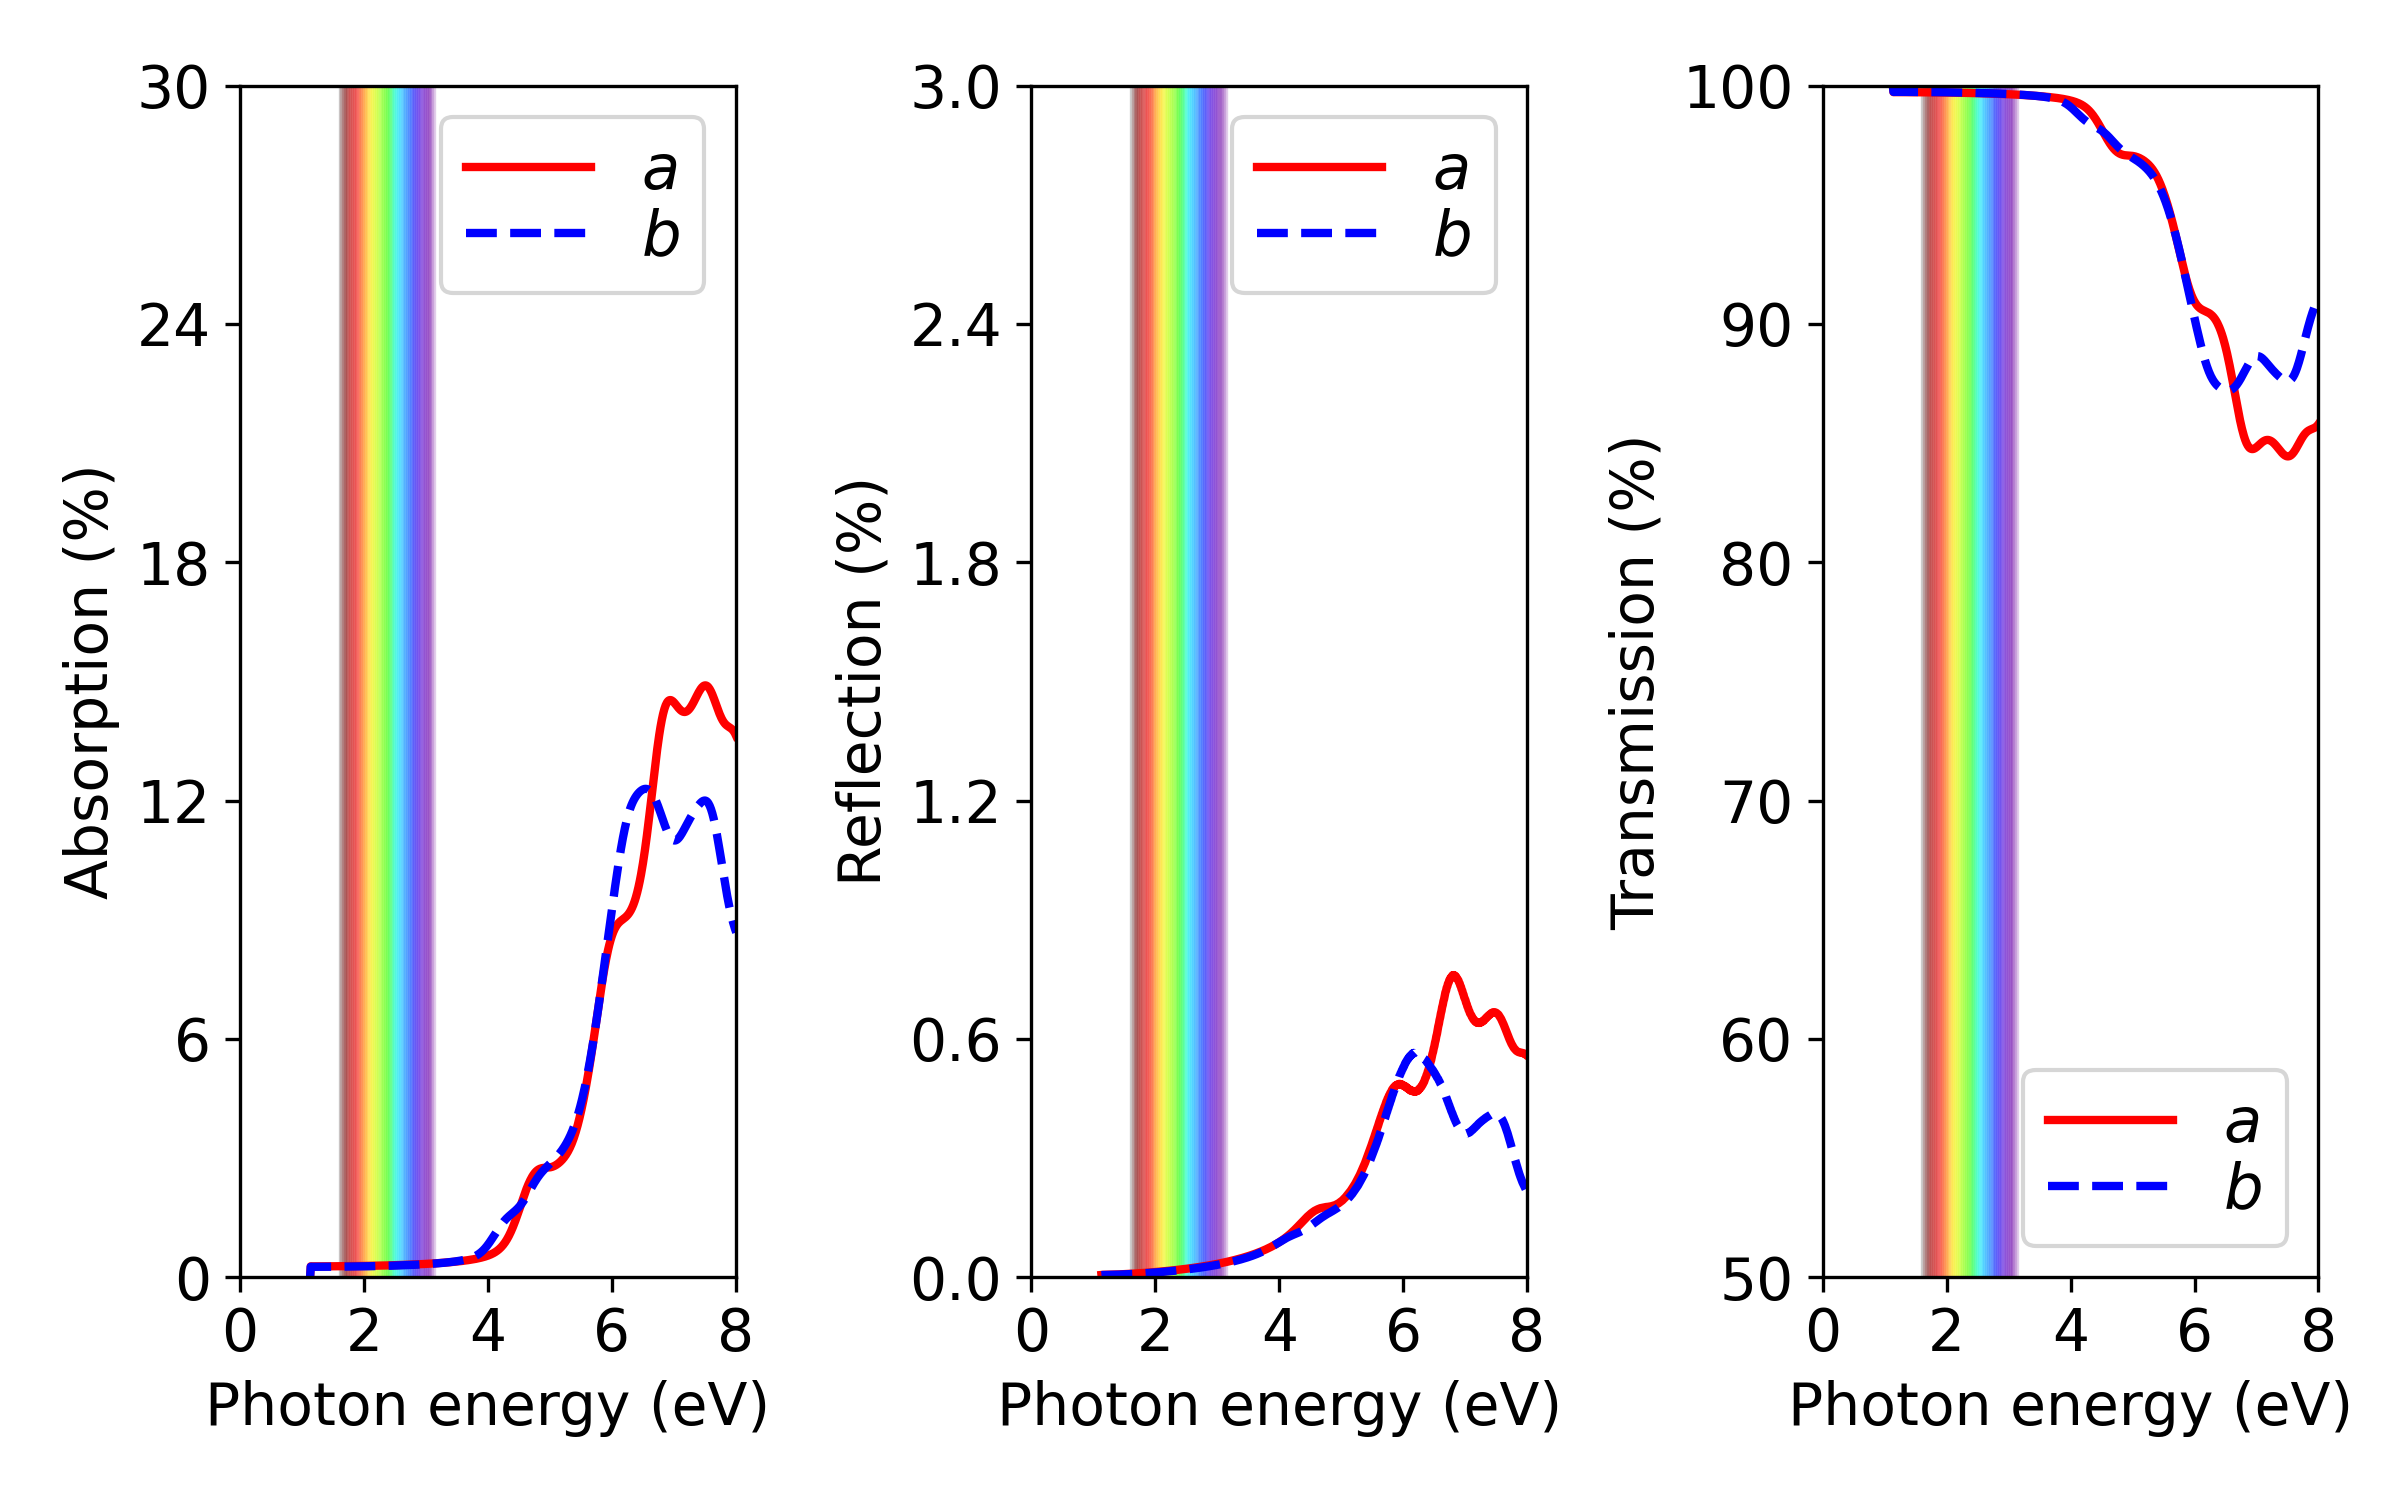 30
24
18
12
6
0
0 2 4 6 8
Absorption (%)
Photon energy (eV)
a
b
3.0
2.4
1.8
1.2
0.6
0.0
0 2 4 6 8
Reflection (%)
Photon energy (eV)
a
b
100
90
80
70
60
50
0 2 4 6 8
Transmission (%)
Photon energy (eV)
a
b